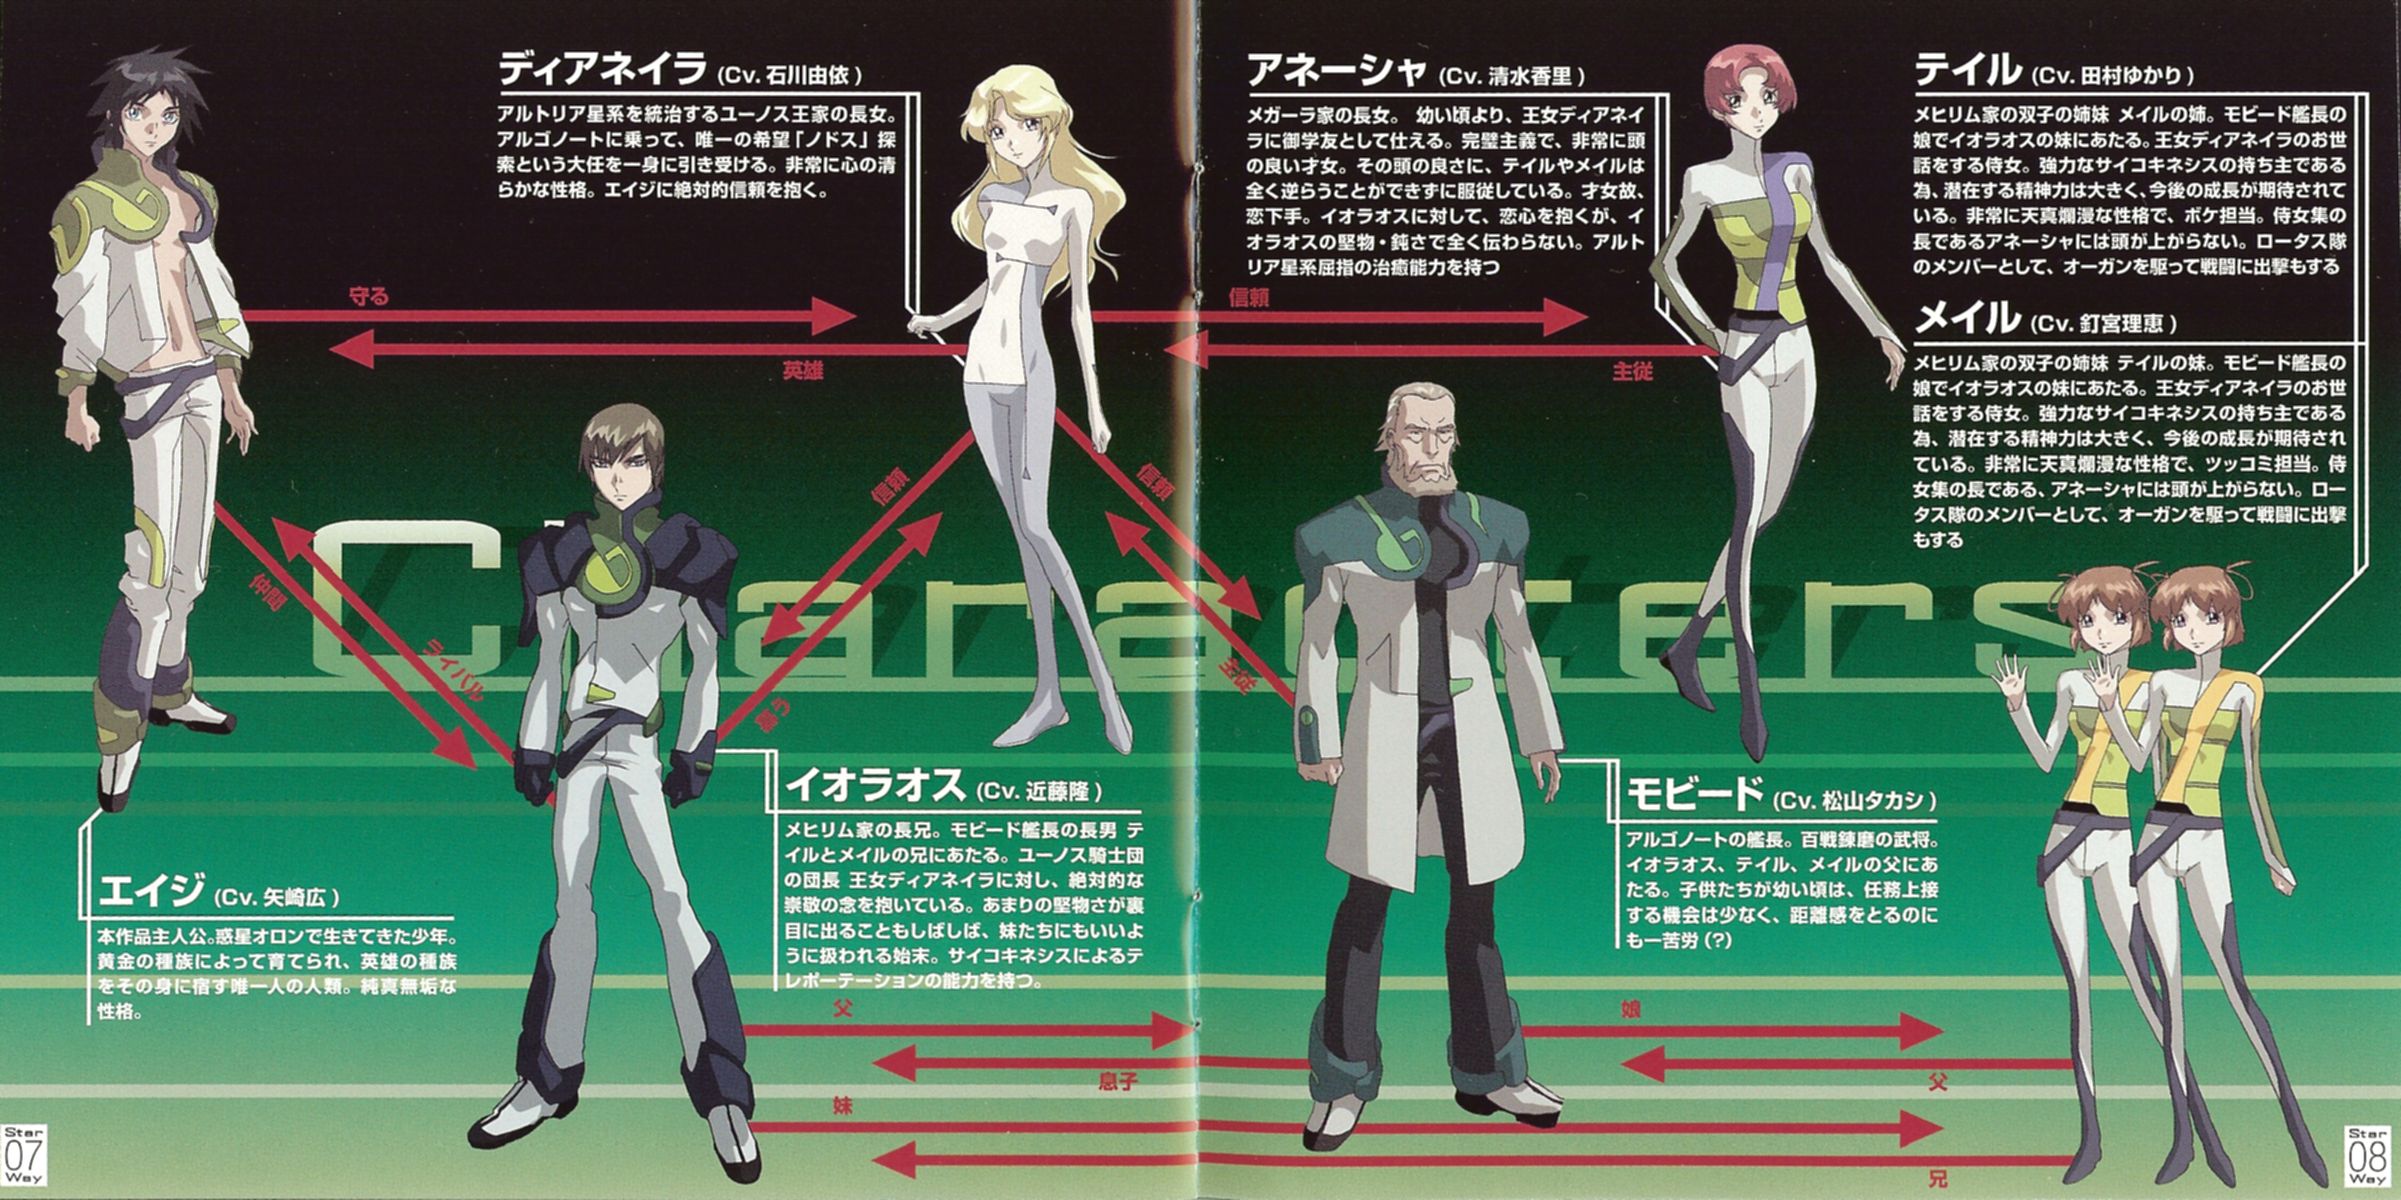 ディアネイラ (Cv. 石川由依 )
アルトリア星系を統治するユーノス王家の長女。
アルゴノートに乗って、唯一の希望「ノドス」探
索という大任を一身に引き受ける。非常に心の清
らかな性格。エイジに絶対的信頼を抱く。
アネーシャ (Cv. 清水香里 )
メガーラ家の長女。 幼い頃より、王女ディアネイ
ラに御学友として仕える。完璧主義で、非常に頭
の良い才女。その頭の良さに、テイルやメイルは
全く逆らうことができずに服従している。才女故、
恋下手。イオラオスに対して、恋心を抱くが、イ
オラオスの堅物・鈍さで全く伝わらない。アルト
リア星系屈指の治癒能力を持つ
テイル (Cv. 田村ゆかり )
メヒリム家の双子の姉妹 メイルの姉。モビード艦長の
娘でイオラオスの妹にあたる。王女ディアネイラのお世
話をする侍女。強力なサイコキネシスの持ち主である
為、潜在する精神力は大きく、今後の成長が期待されて
いる。非常に天真爛漫な性格で、ボケ担当。侍女集の
長であるアネーシャには頭が上がらない。ロータス隊
のメンバーとして、オーガンを駆って戦闘に出撃もする
メイル (Cv. 釘宮理恵 )
メヒリム家の双子の姉妹 テイルの妹。モビード艦長の
娘でイオラオスの妹にあたる。王女ディアネイラのお世
話をする侍女。強力なサイコキネシスの持ち主である
為、潜在する精神力は大きく、今後の成長が期待され
ている。非常に天真爛漫な性格で、ツッコミ担当。侍
女集の長である、アネーシャには頭が上がらない。ロー
タス隊のメンバーとして、オーガンを駆って戦闘に出撃
もする
守る
英雄
信頼
主従
信頼
信頼
仲間
ライバル
慕う
主従
Characters
イオラオス (Cv. 近藤隆 )
メヒリム家の長兄。モビード艦長の長男 テ
イルとメイルの兄にあたる。ユーノス騎士団
の団長 王女ディアネイラに対し、絶対的な
崇敬の念を抱いている。あまりの堅物さが裏
目に出ることもしばしば、妹たちにもいいよ
うに扱われる始末。サイコキネシスによるテ
レポーテーションの能力を持つ。
モビード (Cv. 松山タカシ )
アルゴノートの艦長。百戦錬磨の武将。
イオラオス、テイル、メイルの父にあ
たる。子供たちが幼い頃は、任務上接
する機会は少なく、距離感をとるのに
も一苦労（？）
エイジ (Cv. 矢崎広 )
本作品主人公。惑星オロンで生きてきた少年。
黄金の種族によって育てられ、英雄の種族
をその身に宿す唯一人の人類。純真無垢な
性格。
父
息子
妹
娘
父
兄
Star
07
Way
Star
08
Way